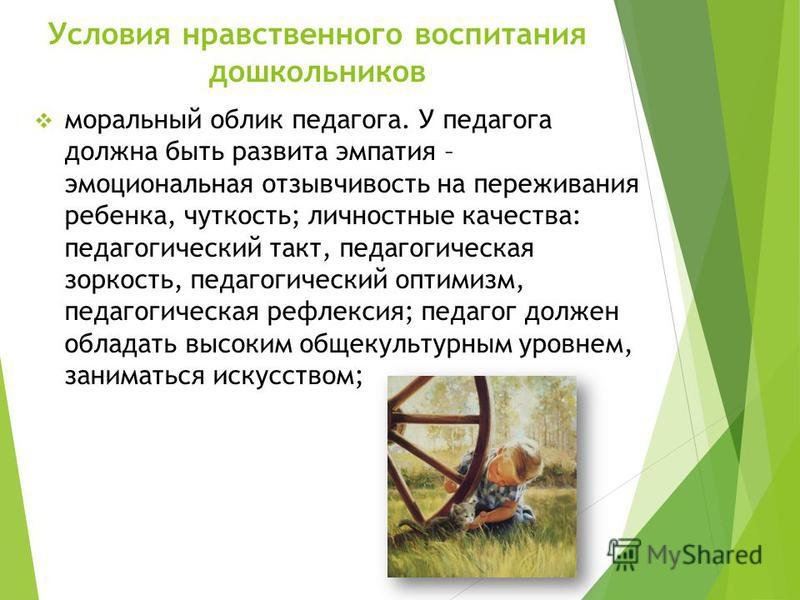 Условия нравственного воспитания
дошкольников
моральный облик педагога. У педагога
должна быть развита эмпатия –
эмоциональная отзывчивость на переживания
ребенка, чуткость; личностные качества:
педагогический такт, педагогическая
зоркость, педагогический оптимизм,
педагогическая рефлексия; педагог должен
обладать высоким общекультурным уровнем,
заниматься искусством;
MyShared